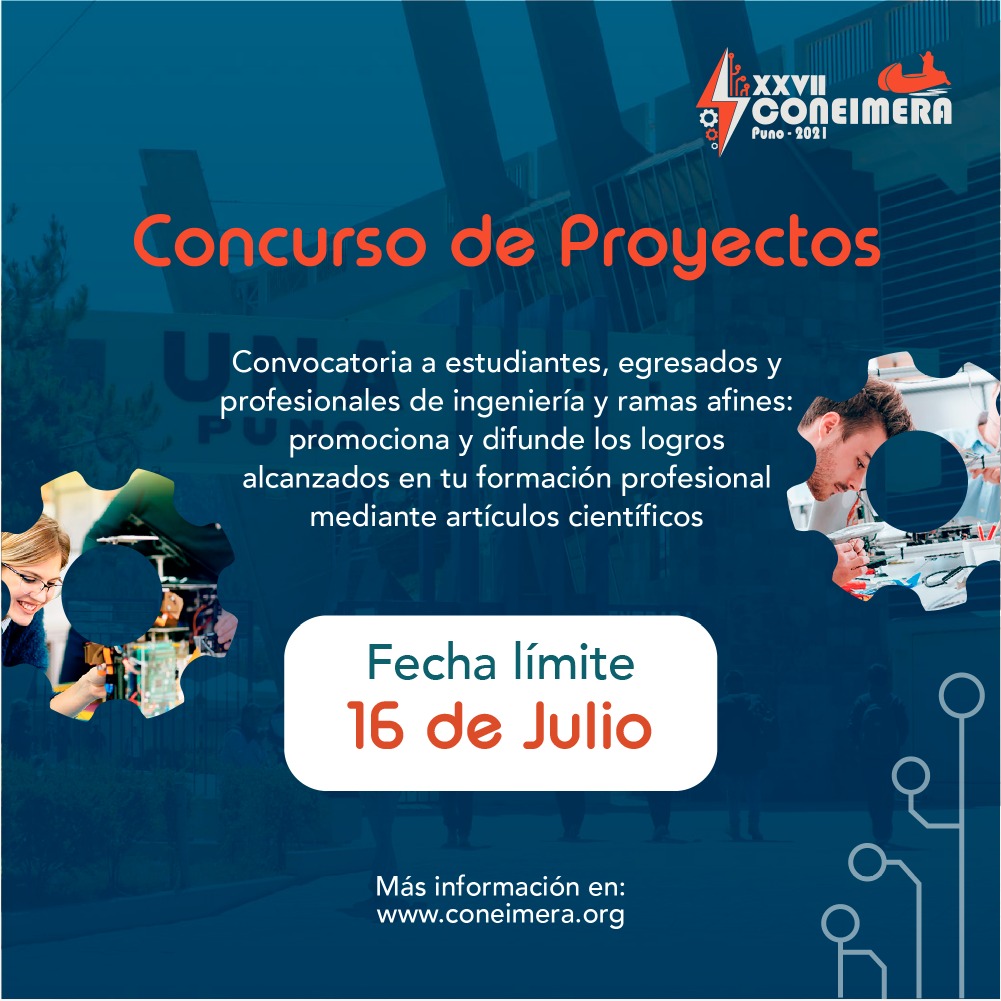 XXVII
CONEIMERA
Puno - 2021
Concurso de Proyectos
UNA
PUNO
Convocatoria a estudiantes, egresados y
profesionales de ingeniería y ramas afines:
promociona y difunde los logros
alcanzados en tu formación profesional
mediante artículos científicos
Fecha límite
16 de Julio
Más información en:
www.coneimera.org